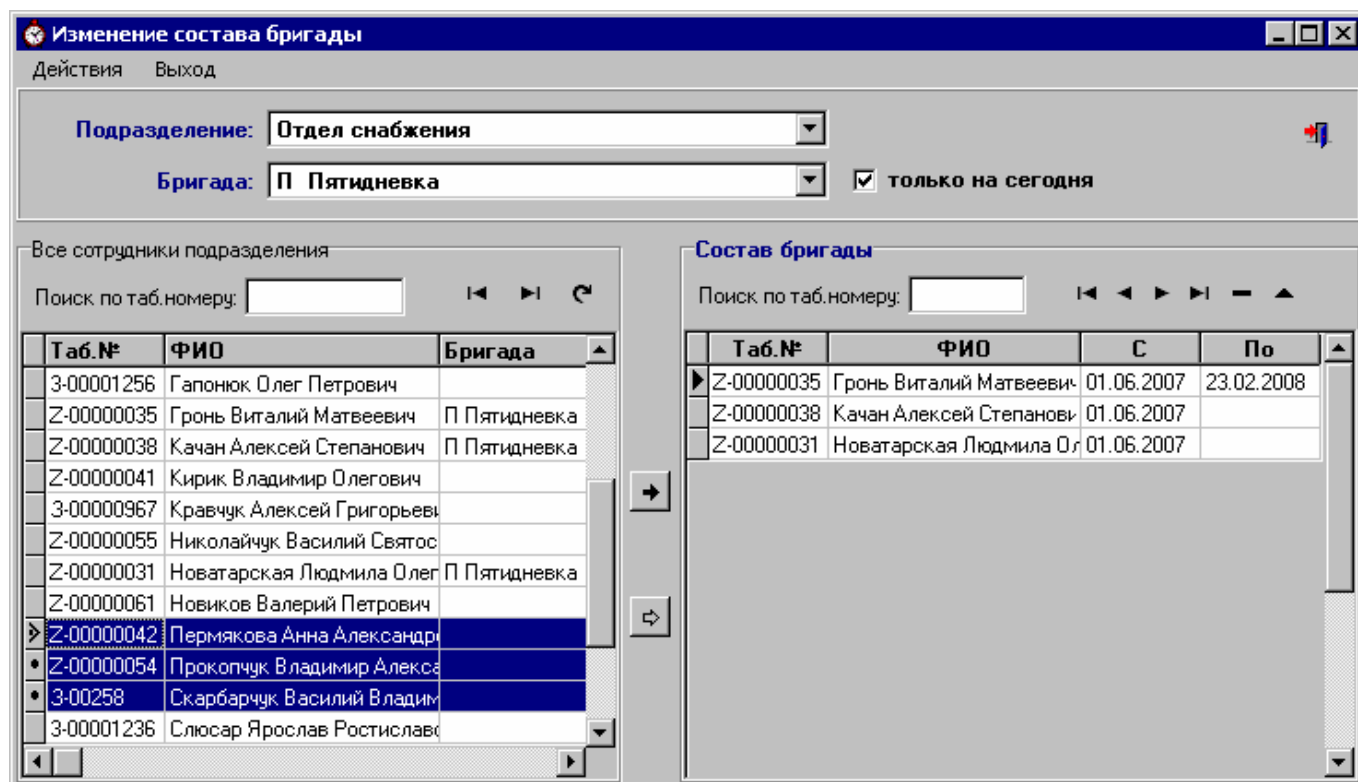 Изменение состава бригады
Действия Выход
Подразделение: Отдел снабжения
Бригада: П Пятидневка только на сегодня
Все сотрудники подразделения
Поиск по таб.номеру:
Таб.№ ФИО Бригада
3-00001256 Гапонюк Олег Петрович
Z-00000035 Гронь Виталий Матвеевич П Пятидневка
Z-00000038 Качан Алексей Степанович П Пятидневка
Z-00000041 Кирик Владимир Олегович
3-00000967 Кравчук Алексей Григорьеви
Z-00000055 Николайчук Василий Святос
Z-00000031 Новатарская Людмила Олег П Пятидневка
Z-00000061 Новиков Валерий Петрович
Z-00000042 Пермякова Анна Александро
Z-00000054 Прокопчук Владимир Алекса
3-00258 Скарбарчук Василий Владим
3-00001236 Слюсар Ярослав Ростиславо
Состав бригады
Поиск по таб.номеру:
Таб.№ ФИО С По
Z-00000035 Гронь Виталий Матвеевич 01.06.2007 23.02.2008
Z-00000038 Качан Алексей Степанови 01.06.2007
Z-00000031 Новатарская Людмила Ол 01.06.2007